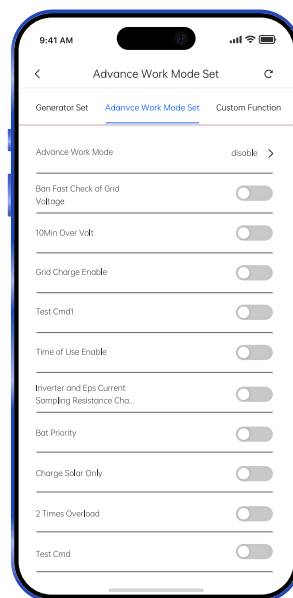 9:41 AM
Advance Work Mode Set
Generator Set Adanvce Work Mode Set Custom Function
Advance Work Mode disable
Ban Fast Check of Grid
Voltage
10Min Over Volt
Grid Charge Enable
Test Cmd1
Time of Use Enable
Inverter and Eps Current
Sampling Resistance Cha...
Bat Priority
Charge Solar Only
2 Times Overload
Test Cmd